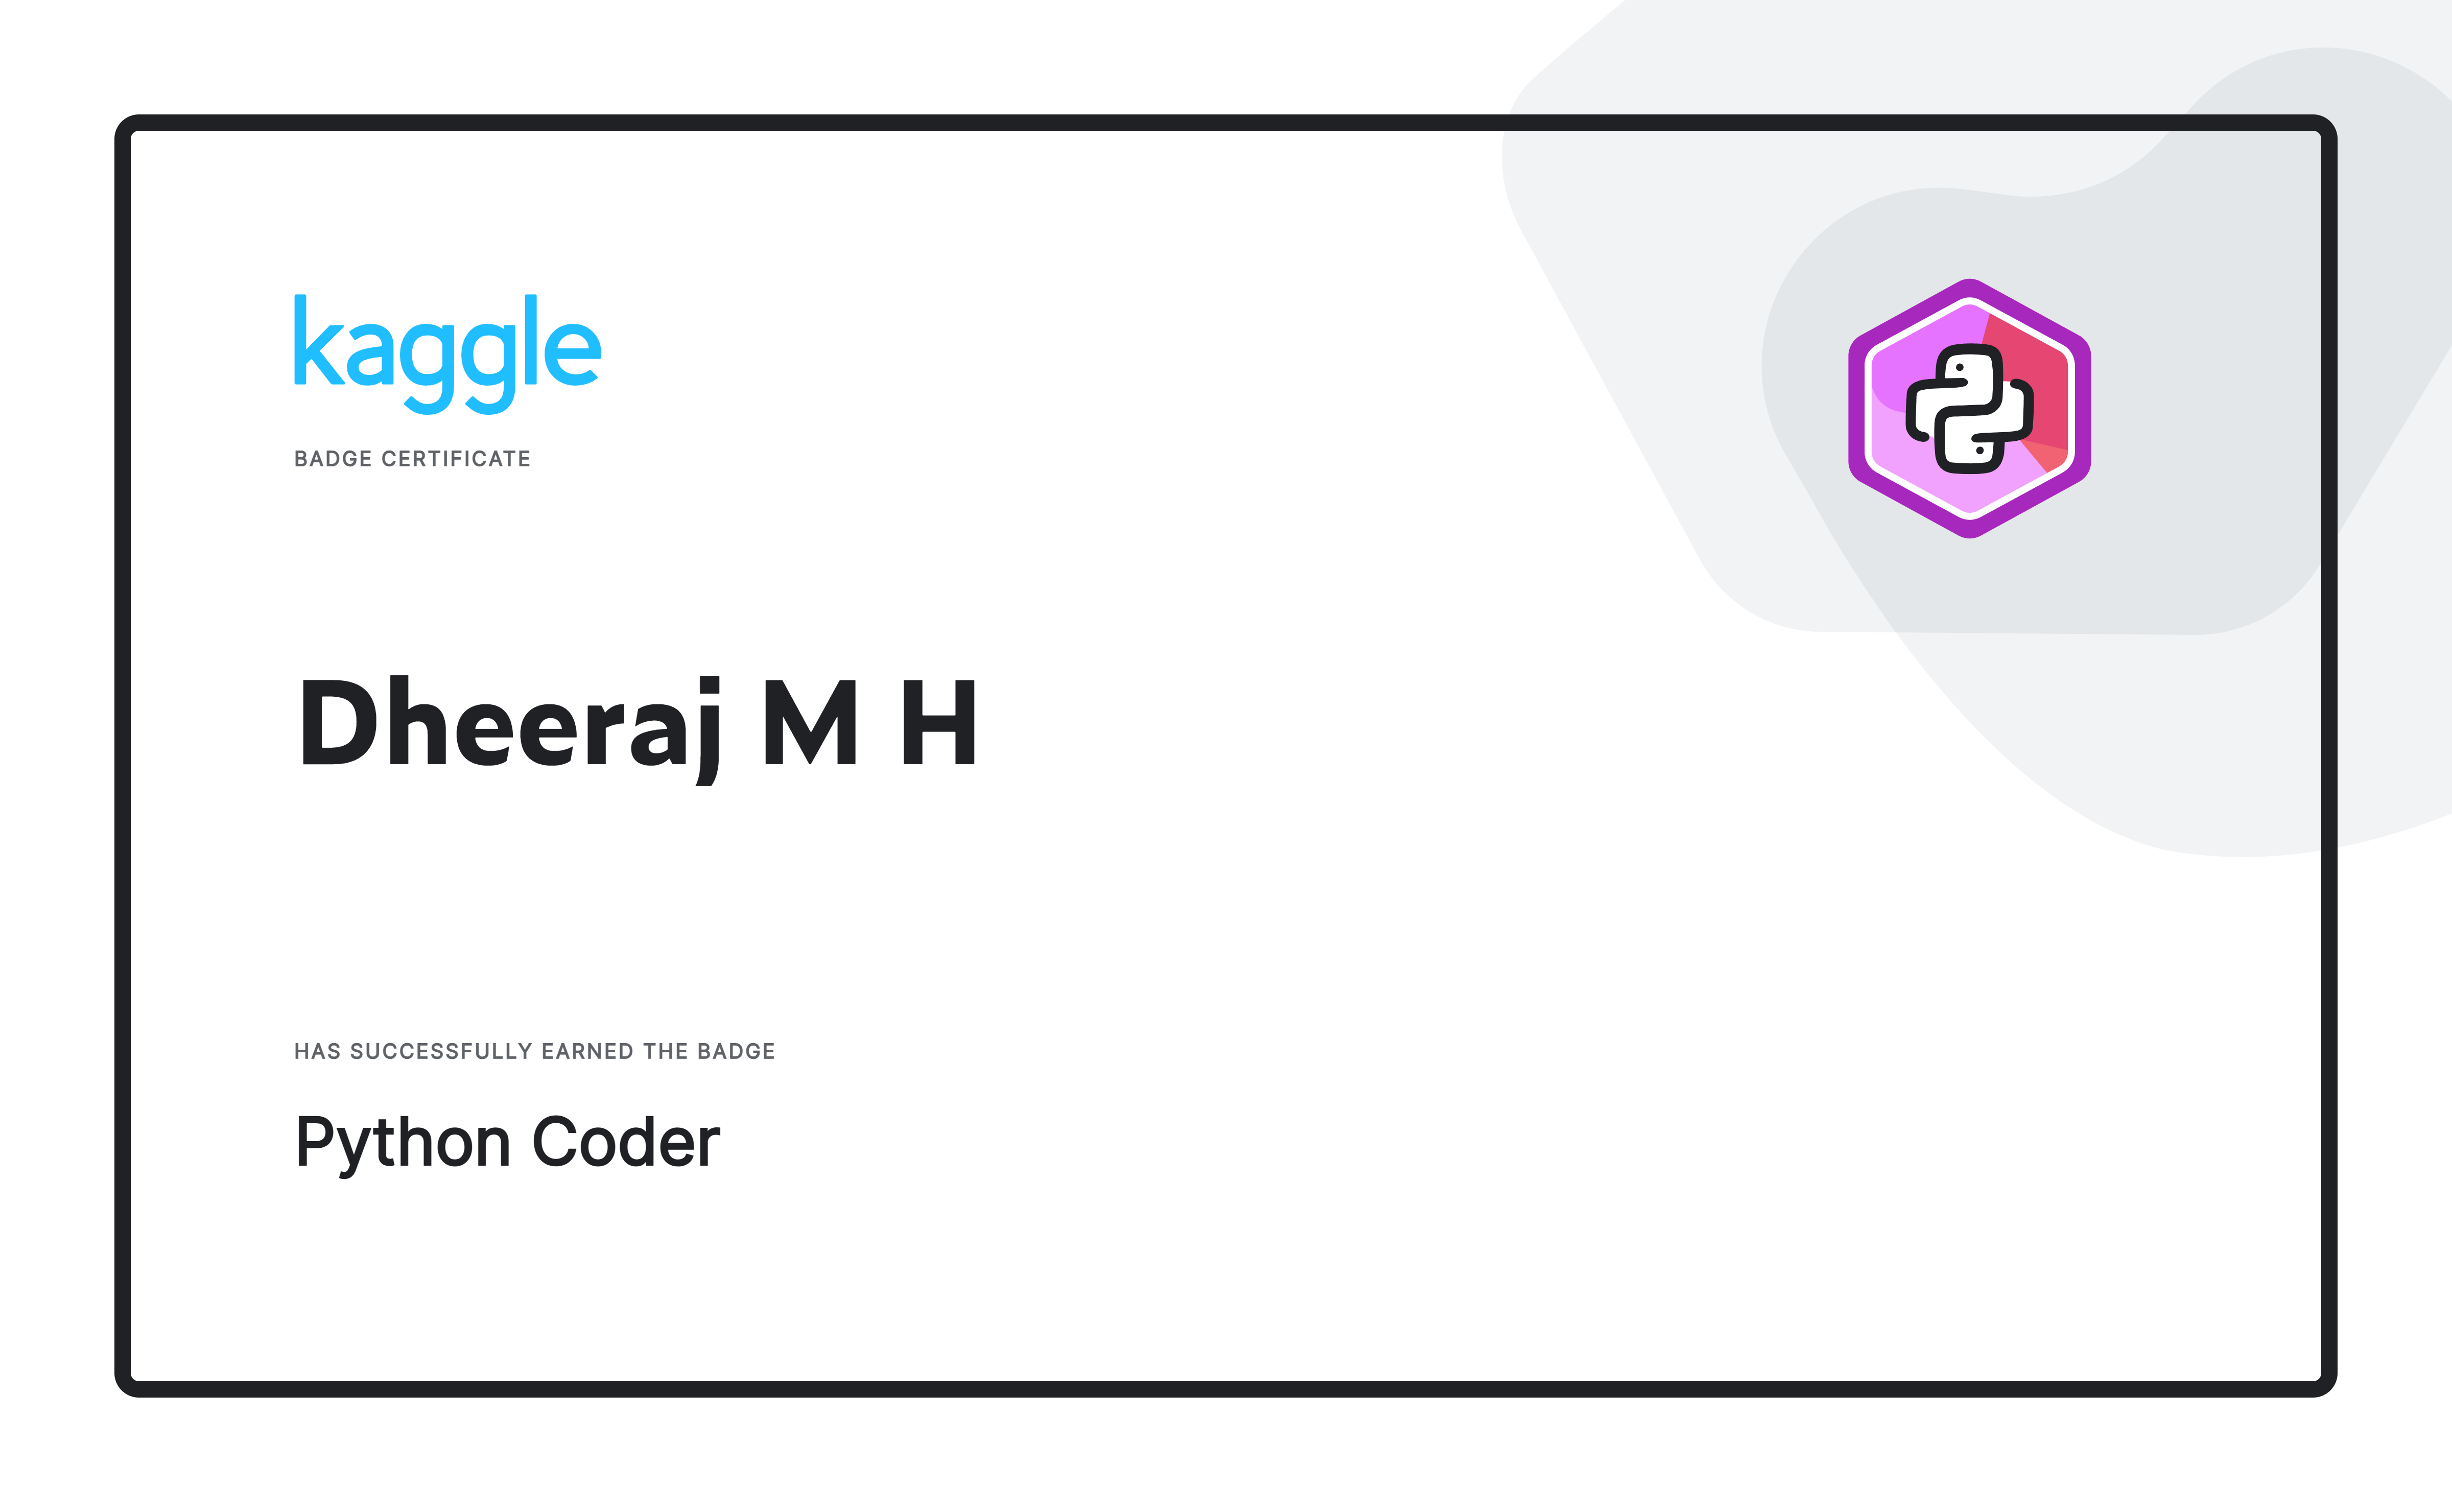 kaggle
BADGE CERTIFICATE
Dheeraj M H
HAS SUCCESSFULLY EARNED THE BADGE
Python Coder